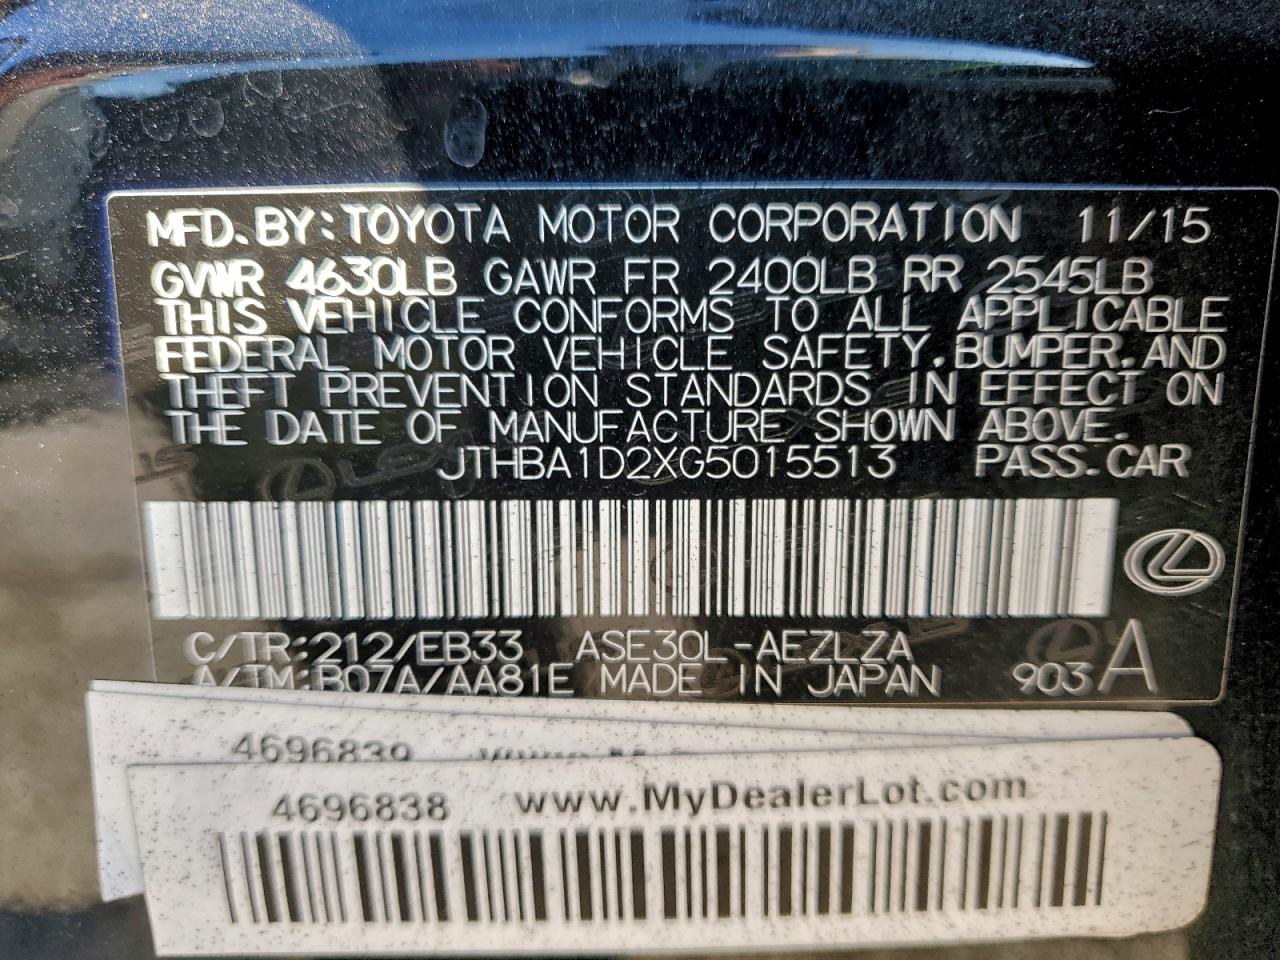 MFD.BY:TOYOTA MOTOR CORPORATION 11/15
GVWR 4630LB GAWR FR 2400LB RR 2545LB
THIS VEHICLE CONFORMS TO ALL APPLICABLE
FEDERAL MOTOR VEHICLE SAFETY,BUMPER,AND
THEFT PREVENTION STANDARDS IN EFFECT ON
THE DATE OF MANUFACTURE SHOWN ABOVE.
JTHBA1D2XG5015513 PASS.CAR
C/TR:212/EB33 ASE30L-AEZLZA
A/TM:B07A/AA81E MADE IN JAPAN 903 A
4696839
4696838 www.MyDealerLot.com